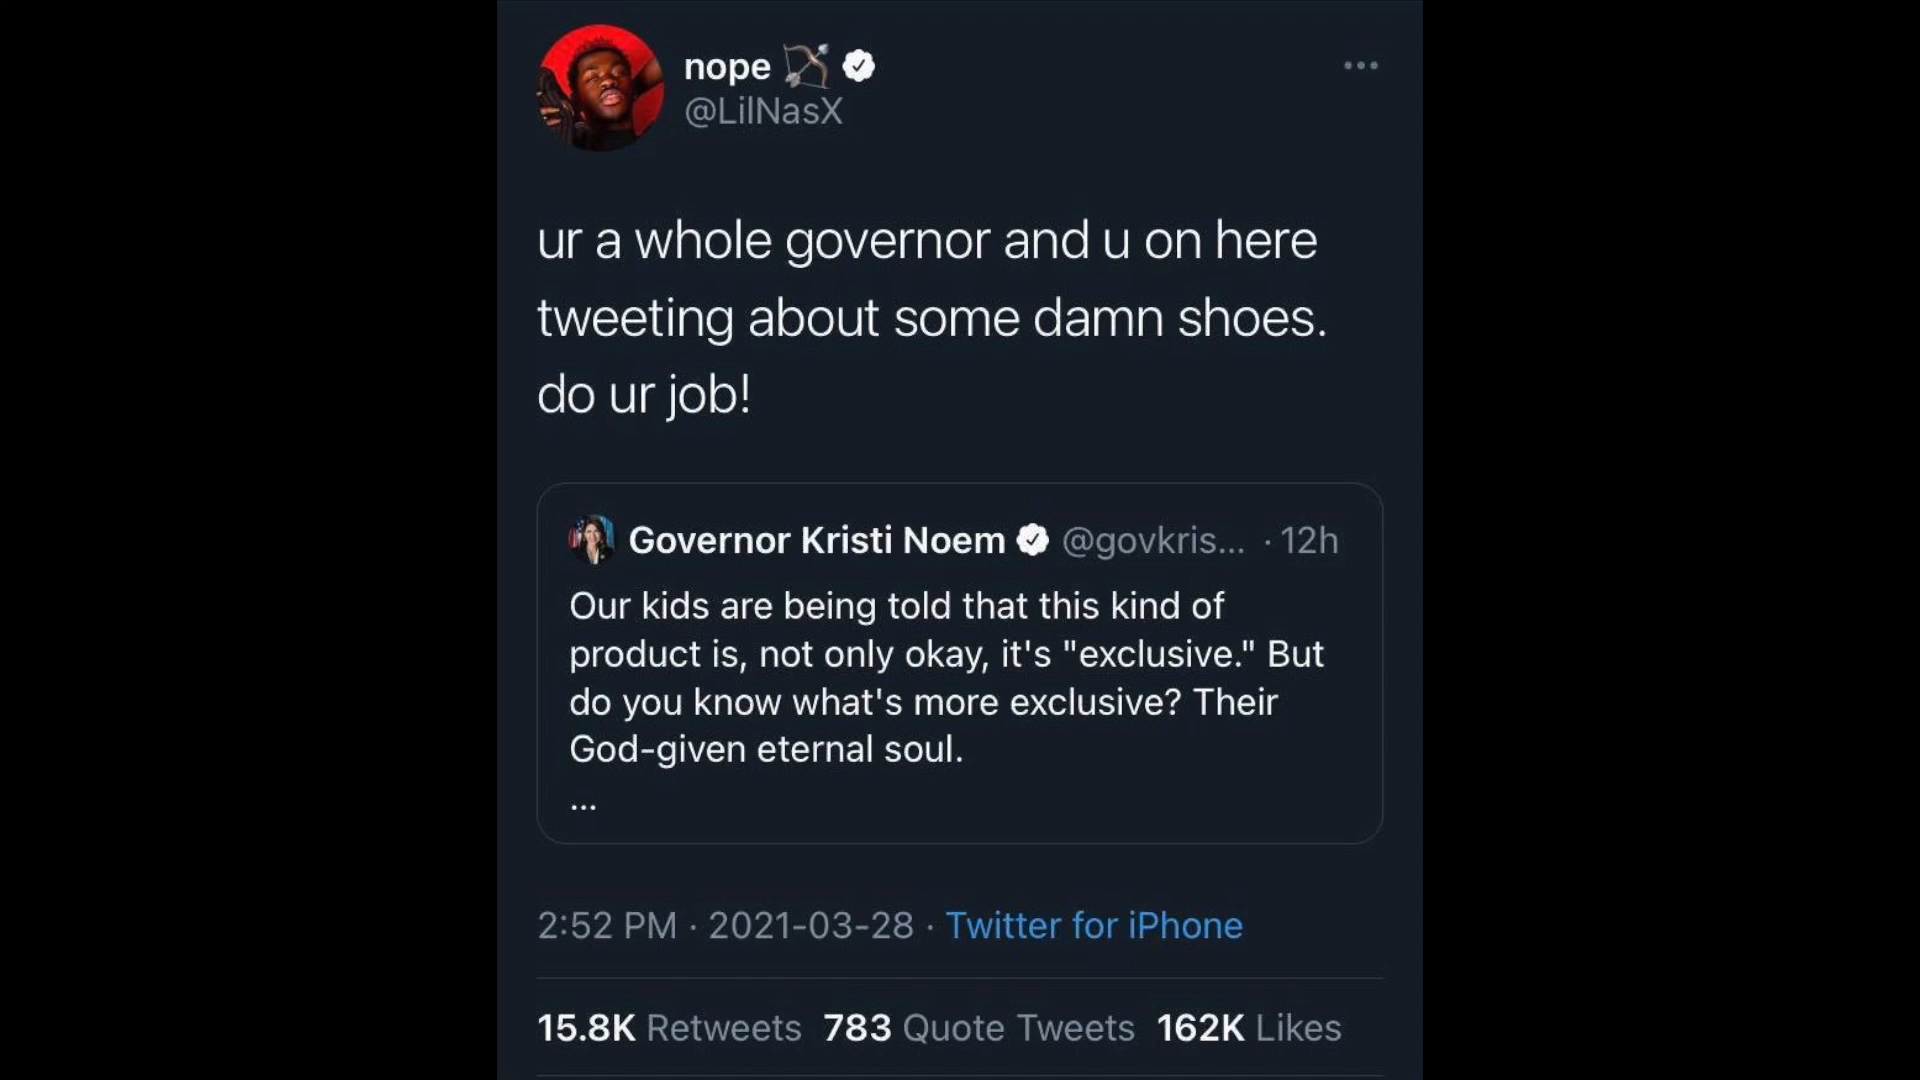 nope 🏹
@LilNasX
ur a whole governor and u on here
tweeting about some damn shoes.
do ur job!
Governor Kristi Noem @govkris... · 12h
Our kids are being told that this kind of
product is, not only okay, it's "exclusive." But
do you know what's more exclusive? Their
God-given eternal soul.
...
2:52 PM · 2021-03-28 · Twitter for iPhone
15.8K Retweets 783 Quote Tweets 162K Likes